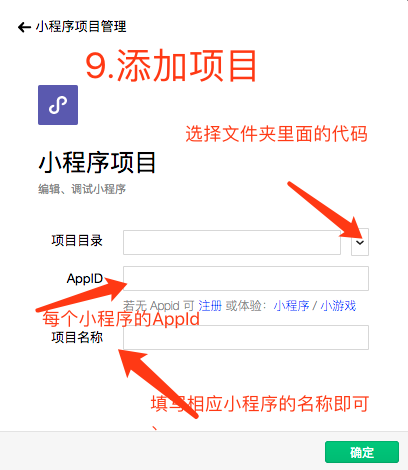 小程序项目管理
9.添加项目
选择文件夹里面的代码
小程序项目
编辑、调试小程序
项目目录
AppID
若无 Appid 可 注册 或体验：小程序 / 小游戏
每个小程序的AppId
项目名称
填写相应小程序的名称即可
、
确定